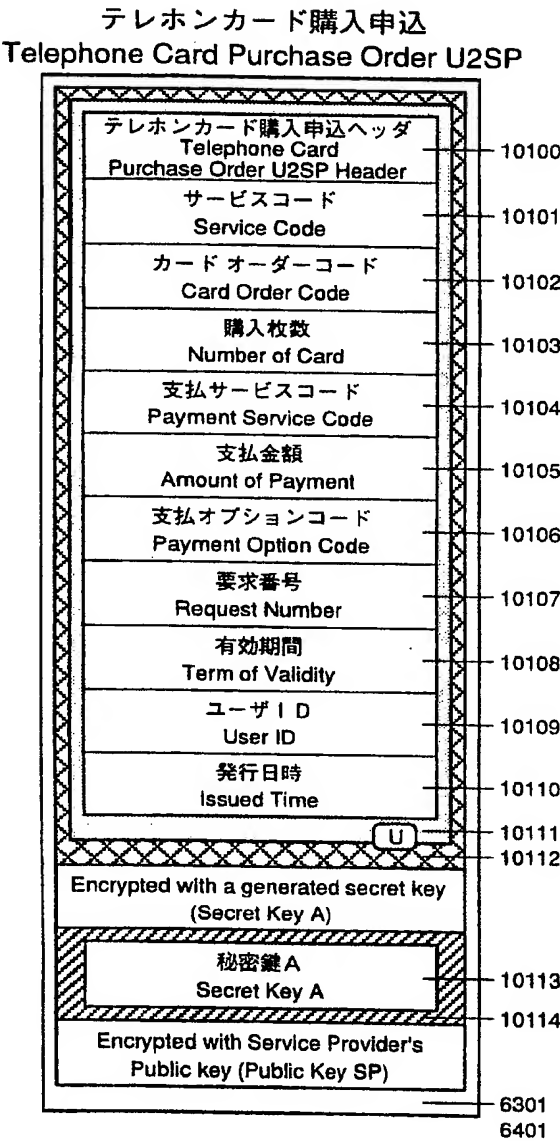 テレホンカード購入申込
Telephone Card Purchase Order U2SP
テレホンカード購入申込ヘッダ
Telephone Card
Purchase Order U2SP Header
10100
サービスコード
Service Code
10101
カード オーダーコード
Card Order Code
10102
購入枚数
Number of Card
10103
支払サービスコード
Payment Service Code
10104
支払金額
Amount of Payment
10105
支払オプションコード
Payment Option Code
10106
要求番号
Request Number
10107
有効期間
Term of Validity
10108
ユーザID
User ID
10109
発行日時
Issued Time
10110
U
10111
10112
Encrypted with a generated secret key
(Secret Key A)
秘密鍵A
Secret Key A
10113
10114
Encrypted with Service Provider's
Public key (Public Key SP)
6301
6401